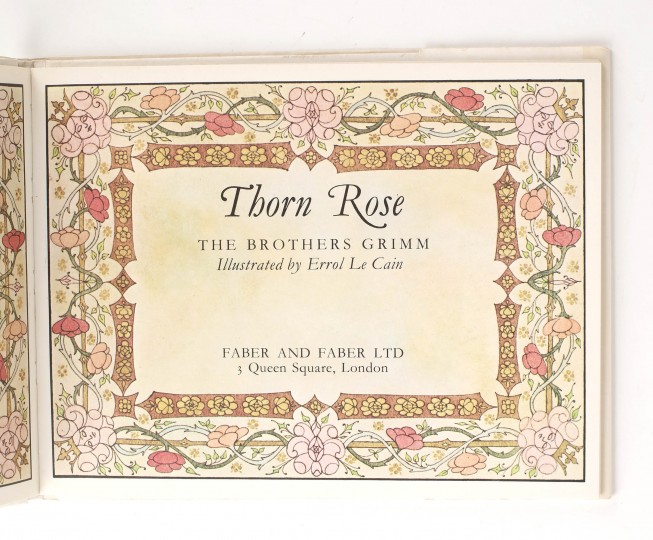 Thorn Rose
THE BROTHERS GRIMM
Illustrated by Errol Le Cain
FABER AND FABER LTD
3 Queen Square, London